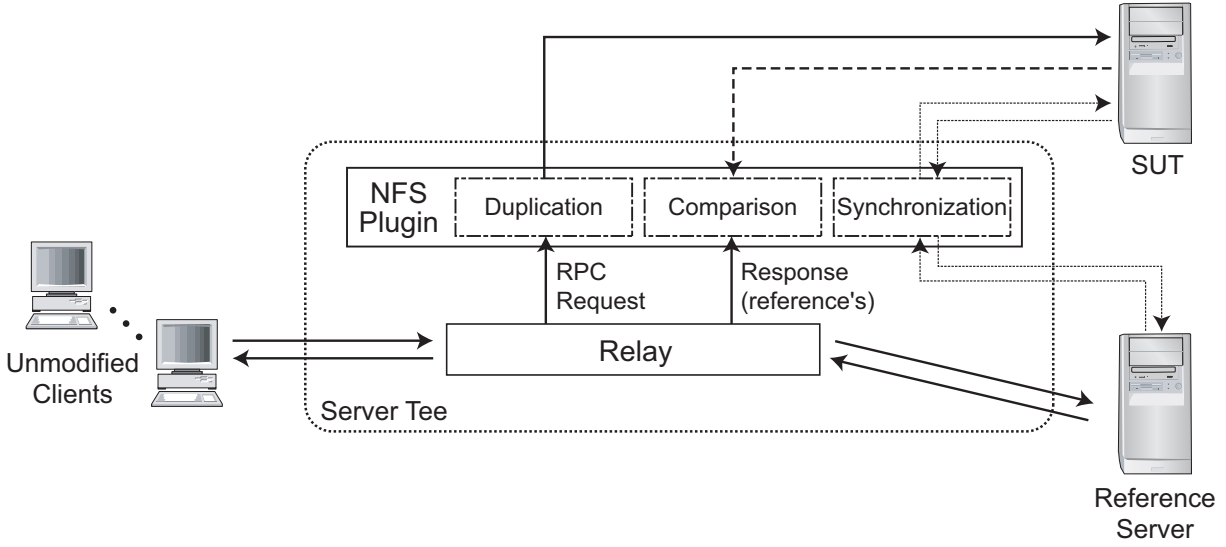 SUT
NFS
Plugin
Duplication
Comparison
Synchronization
RPC
Request
Response
(reference's)
Relay
Unmodified
Clients
Server Tee
Reference
Server